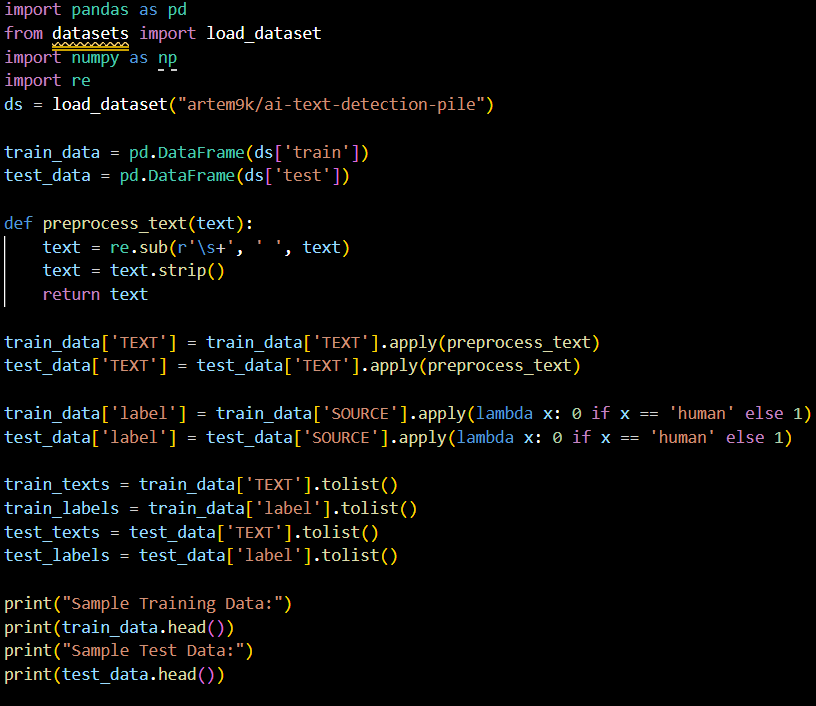 import pandas as pd
from datasets import load_dataset
import numpy as np
import re
ds = load_dataset("artem9k/ai-text-detection-pile")
train_data = pd.DataFrame(ds['train'])
test_data = pd.DataFrame(ds['test'])
def preprocess_text(text):
    text = re.sub(r'\s+', ' ', text)
    text = text.strip()
    return text
train_data['TEXT'] = train_data['TEXT'].apply(preprocess_text)
test_data['TEXT'] = test_data['TEXT'].apply(preprocess_text)
train_data['label'] = train_data['SOURCE'].apply(lambda x: 0 if x == 'human' else 1)
test_data['label'] = test_data['SOURCE'].apply(lambda x: 0 if x == 'human' else 1)
train_texts = train_data['TEXT'].tolist()
train_labels = train_data['label'].tolist()
test_texts = test_data['TEXT'].tolist()
test_labels = test_data['label'].tolist()
print("Sample Training Data:")
print(train_data.head())
print("Sample Test Data:")
print(test_data.head())